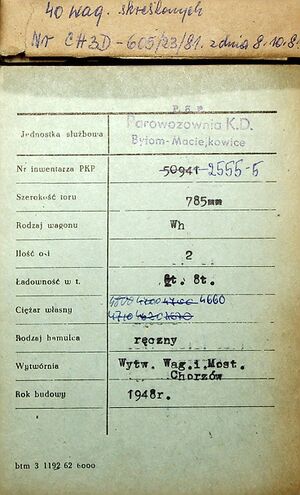 40 wag. skreślonych
Nr CH3D-605/23/81. z dnia 8.10.8
P.K.P
Parowozownia K.D.
Bytom-Maciejkowice
Jednostka służbowa
Nr inwentarza PKP 50941 2555-5
Szerokość toru 785mm
Rodzaj wagonu Wh
Ilość osi 2
Ładowność w t. 8t. 8t.
Ciężar własny 4660
Rodzaj hamulca ręczny
Wytwórnia Wytw. Wag.i.Most.
Chorzów
Rok budowy 1948r.
btm 3 1192 62 6000